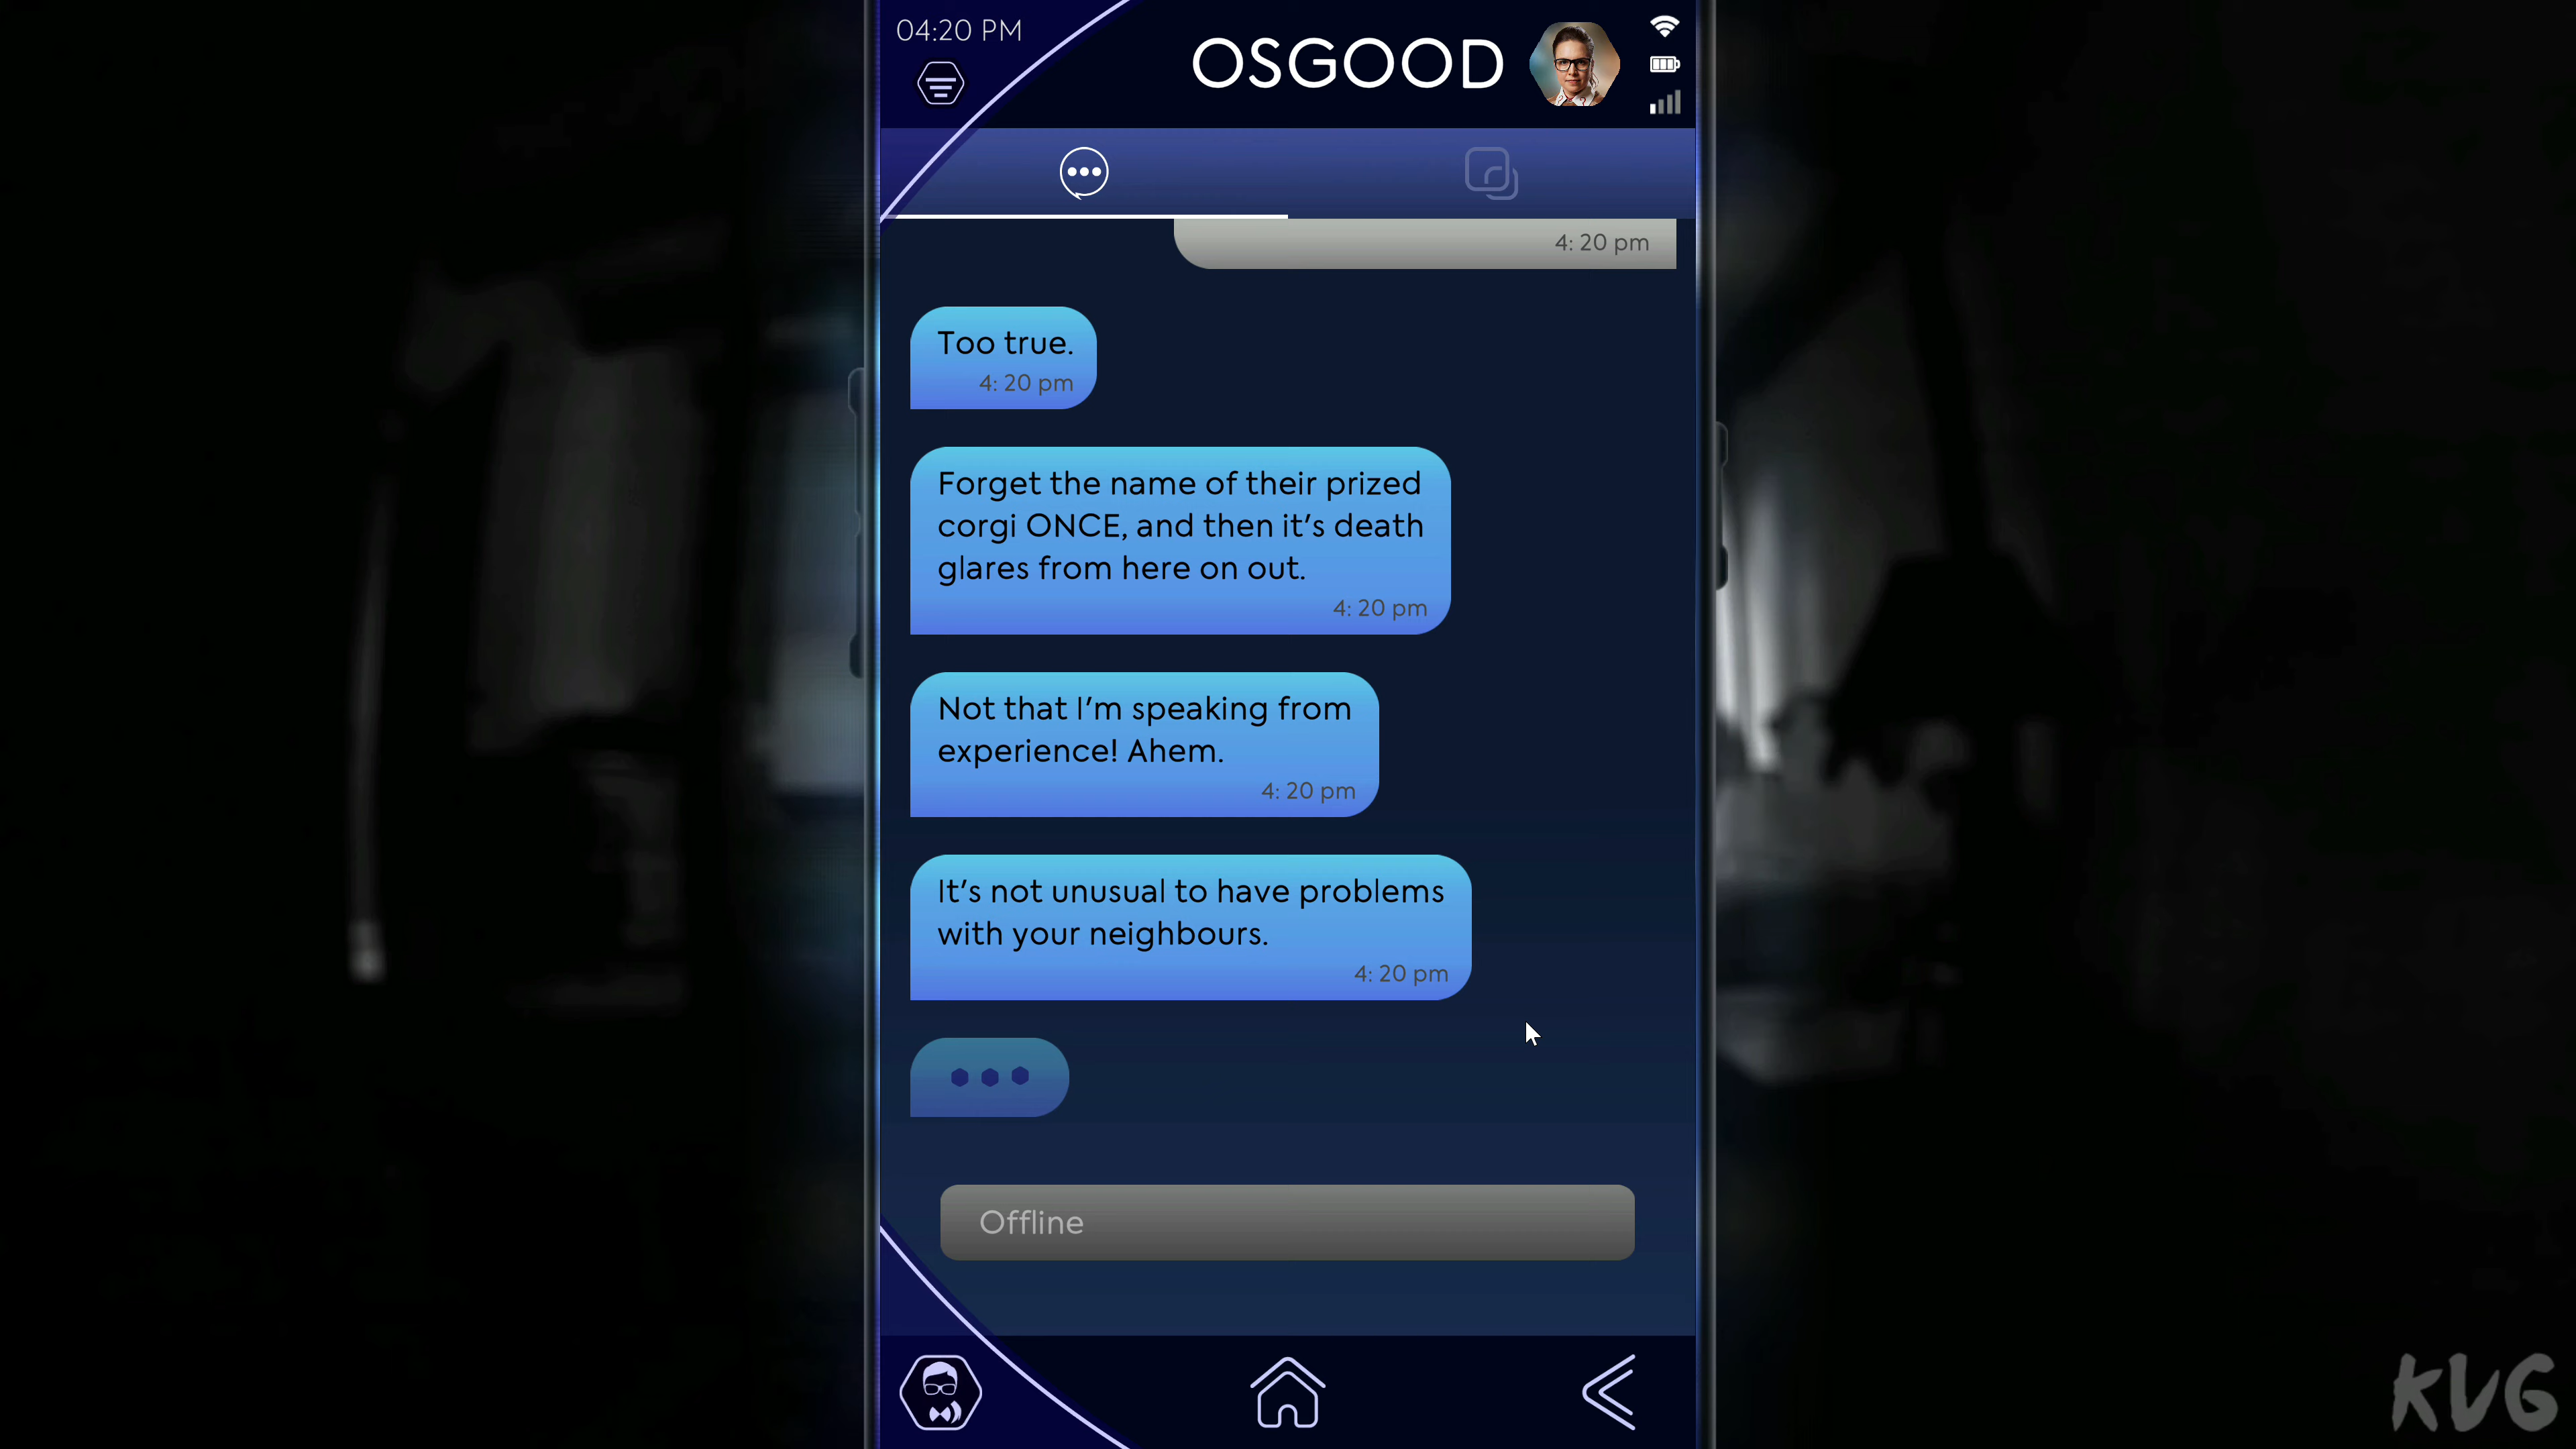 04:20 PM
OSGOOD
4: 20 pm
Too true.
4: 20 pm
Forget the name of their prized
corgi ONCE, and then it's death
glares from here on out.
4: 20 pm
Not that I'm speaking from
experience! Ahem.
4: 20 pm
It's not unusual to have problems
with your neighbours.
4: 20 pm
Offline
KVG